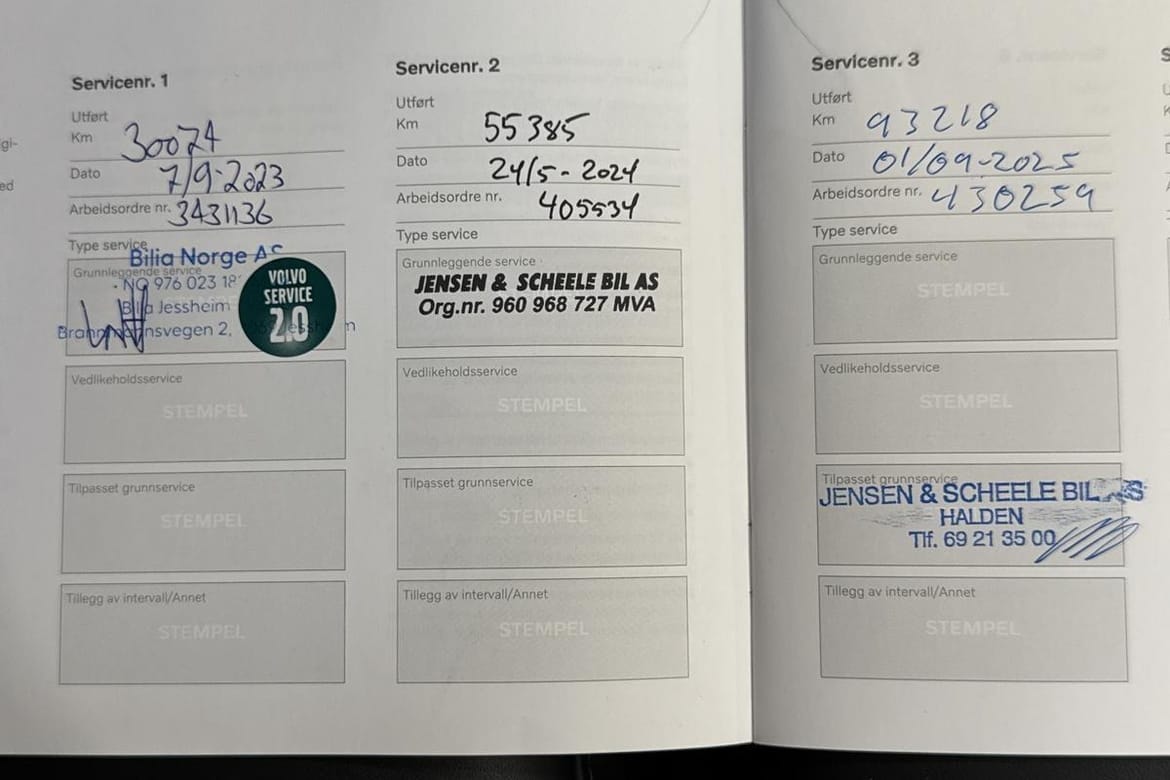 gi-
ed
Servicenr. 1
Utført
Km 30074
Dato 7/9-2023
Arbeidsordre nr. 3431136
Type service
Grunnleggende service
Bilia Norge AS
NO 976 023 18
Bilia Jessheim
VOLVO
SERVICE
2.0
Vedlikeholdsservice
STEMPEL
Tilpasset grunnservice
STEMPEL
Tillegg av intervall/Annet
STEMPEL
Servicenr. 2
Utført
Km 55385
Dato 24/5-2024
Arbeidsordre nr. 405534
Type service
Grunnleggende service
JENSEN & SCHEELE BIL AS
Org.nr. 960 968 727 MVA
Vedlikeholdsservice
STEMPEL
Tilpasset grunnservice
STEMPEL
Tillegg av intervall/Annet
STEMPEL
Servicenr. 3
Utført
Km 93218
Dato 01/09-2025
Arbeidsordre nr. 430259
Type service
Grunnleggende service
STEMPEL
Vedlikeholdsservice
STEMPEL
Tilpasset grunnservice
JENSEN & SCHEELE BIL AS
HALDEN
Tlf. 69 21 35 00
Tillegg av intervall/Annet
STEMPEL